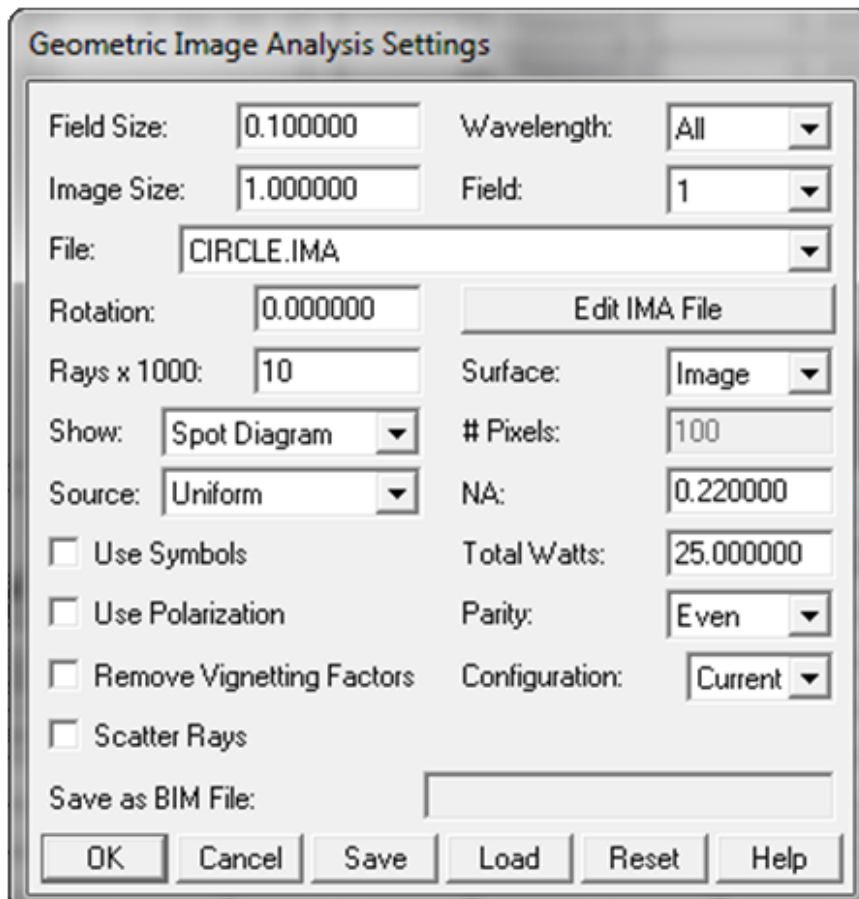 Geometric Image Analysis Settings
Field Size: 0.100000 Wavelength: All
Image Size: 1.000000 Field: 1
File: CIRCLE.IMA
Rotation: 0.000000 Edit IMA File
Rays x 1000: 10 Surface: Image
Show: Spot Diagram # Pixels: 100
Source: Uniform NA: 0.220000
Use Symbols Total Watts: 25.000000
Use Polarization Parity: Even
Remove Vignetting Factors Configuration: Current
Scatter Rays
Save as BIM File:
OK Cancel Save Load Reset Help